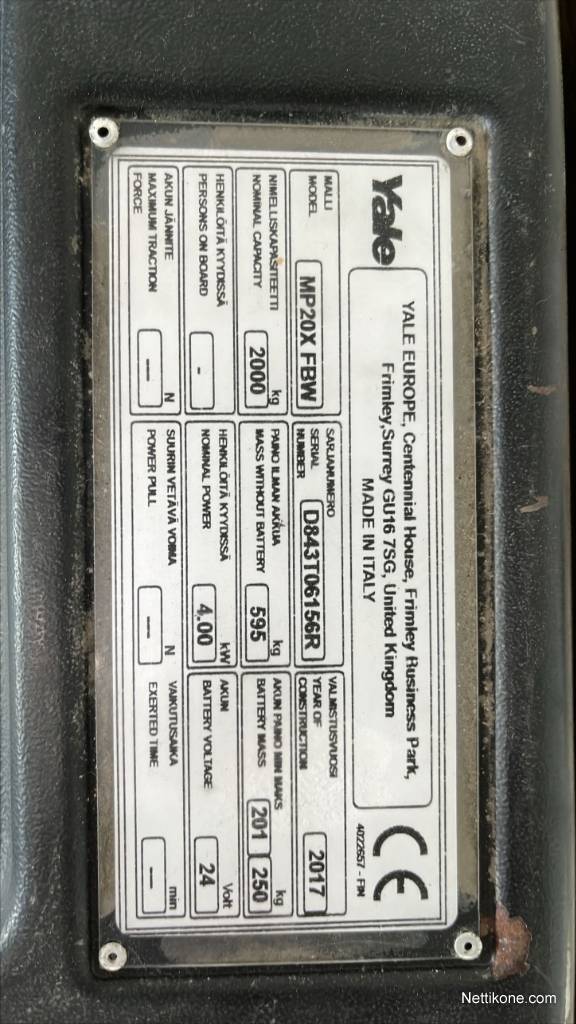 Yale
YALE EUROPE, Centennial House, Frimley Business Park,
Frimley,Surrey GU16 7SG, United Kingdom
MADE IN ITALY
CE
4022657 - FIN
MALLI
MODEL
MP20X FBW
SARJANUMERO
SERIAL
NUMBER
D843T06156R
VALMISTUSVUOSI
YEAR OF
CONSTRUCTION
2017
NIMELLISKAPASITEETTI
NOMINAL CAPACITY
kg
2000
PAINO ILMAN AKKUA
MASS WITHOUT BATTERY
kg
595
AKUN PAINO MIN MAKS
BATTERY MASS
kg
201 250
HENKILÖITÄ KYYDISSÄ
PERSONS ON BOARD
-
HENKILÖITÄ KYYDISSÄ
NOMINAL POWER
kW
4.00
AKUN
BATTERY VOLTAGE
Volt
24
AKUN JÄNNITE
MAXIMUM TRACTION
FORCE
N
---
SUURIN VETÄVÄ VOIMA
POWER PULL
N
---
VAIKUTUSAIKA
EXERTED TIME
min
---
Nettikone.com